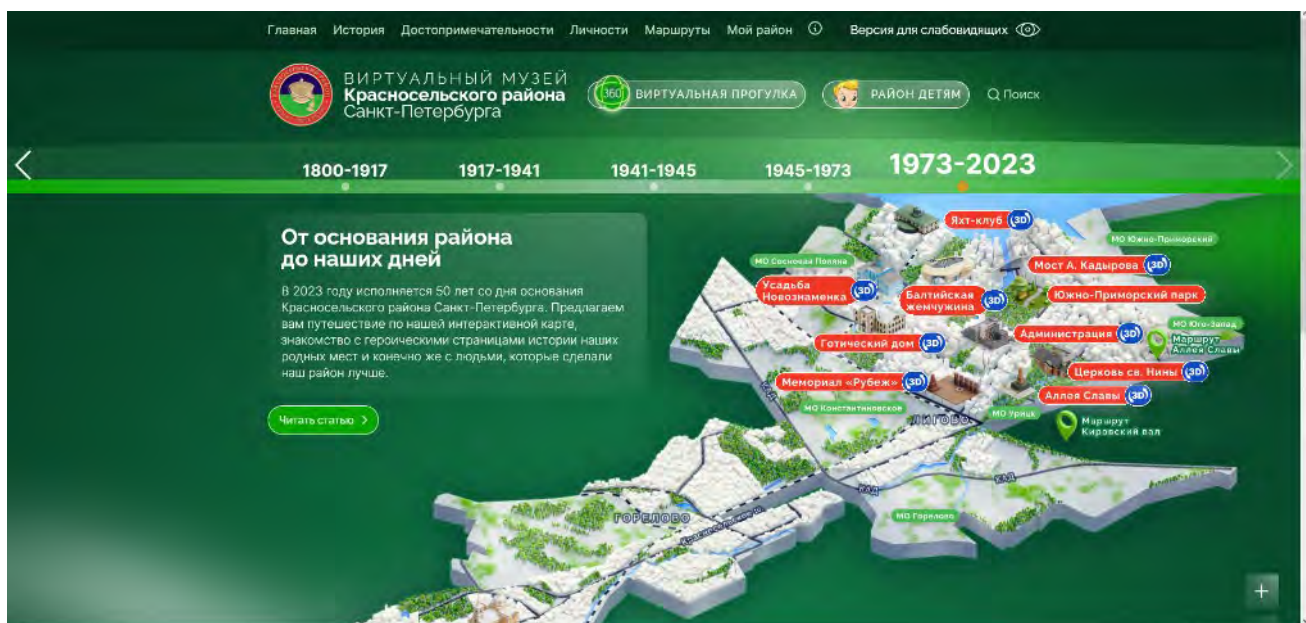 Главная История Достопримечательности Личности Маршруты Мой район Версия для слабовидящих
ВИРТУАЛЬНЫЙ МУЗЕЙ
Красносельского района
Санкт-Петербурга
360 ВИРТУАЛЬНАЯ ПРОГУЛКА
РАЙОН ДЕТЯМ
Поиск
1800-1917 1917-1941 1941-1945 1945-1973 1973-2023
От основания района
до наших дней
В 2023 году исполняется 50 лет со дня основания
Красносельского района Санкт-Петербурга. Предлагаем
вам путешествие по нашей интерактивной карте,
знакомство с героическими страницами истории наших
родных мест и конечно же с людьми, которые сделали
наш район лучше.
Читать статью
Яхт-клуб 3D
МО Южно-Приморский
МО Сосновая Поляна
Мост А. Кадырова 3D
Усадьба
Новознаменка 3D
Балтийская
жемчужина 3D
Южно-Приморский парк
МО Юго-Запад
Администрация 3D
Маршрут
Аллея Славы
Готический дом 3D
Церковь св. Нины 3D
Мемориал «Рубеж» 3D
Аллея Славы 3D
МО Константиновское
ЛИГОВО
МО Урицк
Маршрут
Кировский вал
КАД
КАД
КАД
МО Горелово
ГОРЕЛОВО
Красносельское